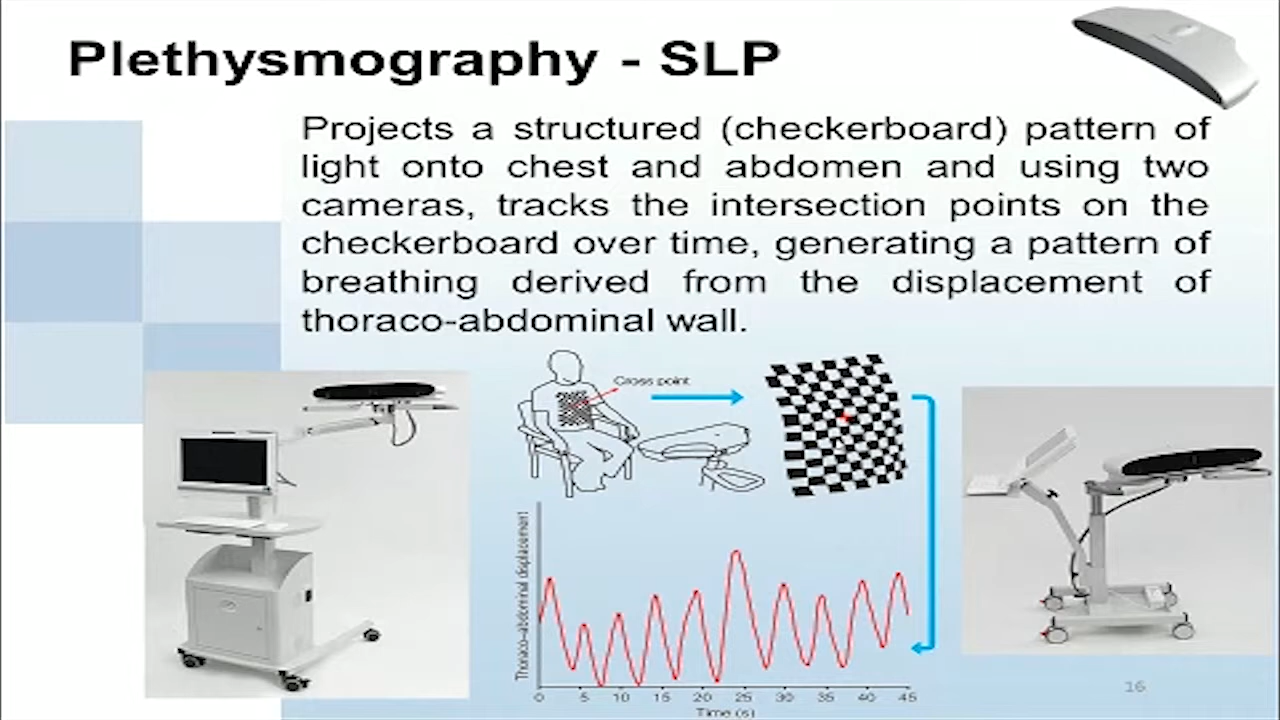 Plethysmography - SLP
Projects a structured (checkerboard) pattern of
light onto chest and abdomen and using two
cameras, tracks the intersection points on the
checkerboard over time, generating a pattern of
breathing derived from the displacement of
thoraco-abdominal wall.
Cross point
Thoraco-abdominal displacement
0 5 10 15 20 25 30 35 40 45
Time (s)
16